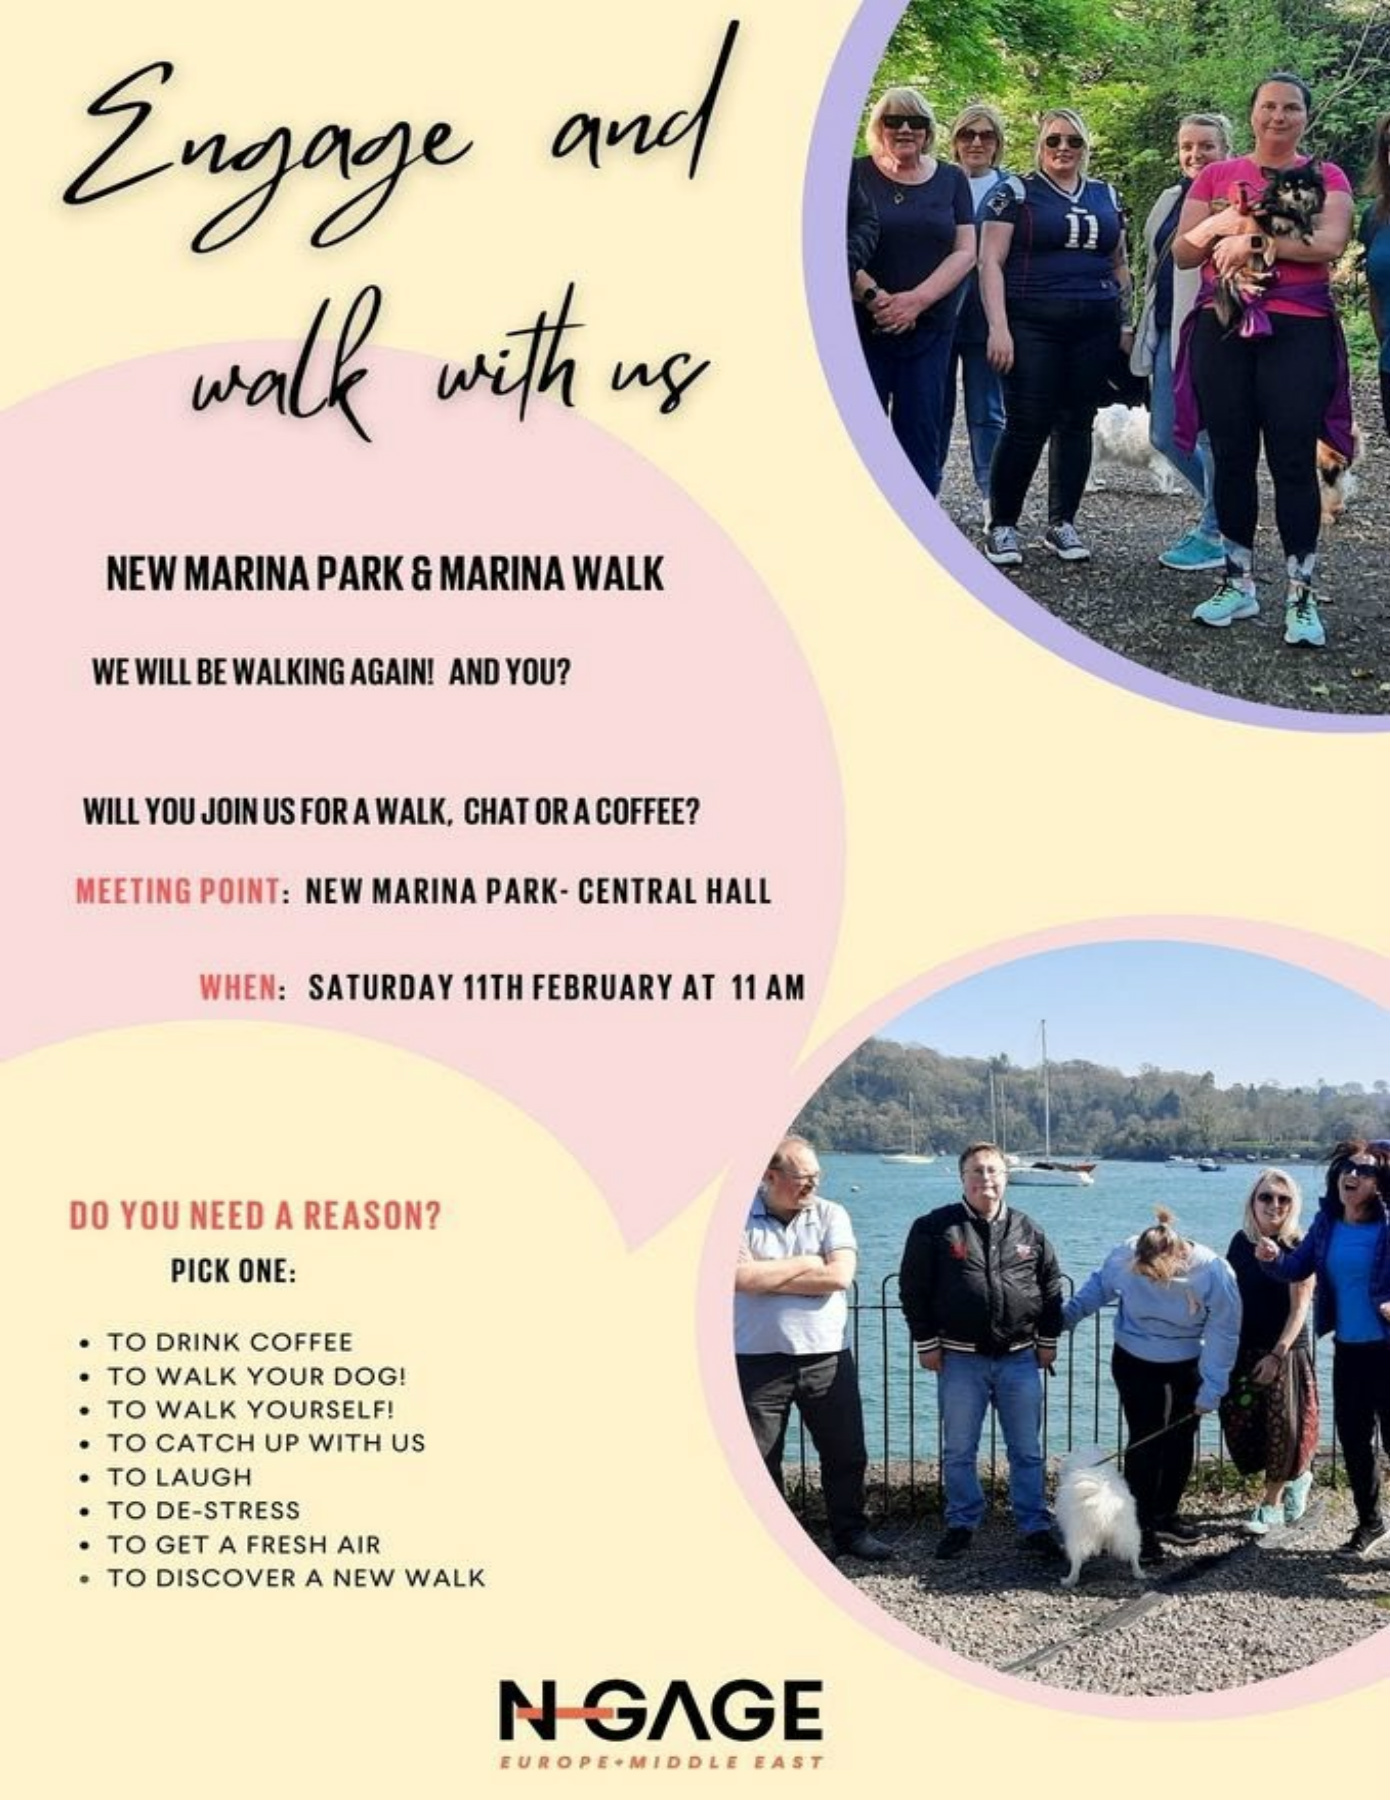 Engage and
walk with us
NEW MARINA PARK & MARINA WALK
WE WILL BE WALKING AGAIN! AND YOU?
WILL YOU JOIN US FOR A WALK, CHAT OR A COFFEE?
MEETING POINT: NEW MARINA PARK- CENTRAL HALL
WHEN: SATURDAY 11TH FEBRUARY AT 11 AM
DO YOU NEED A REASON?
PICK ONE:
• TO DRINK COFFEE
• TO WALK YOUR DOG!
• TO WALK YOURSELF!
• TO CATCH UP WITH US
• TO LAUGH
• TO DE-STRESS
• TO GET A FRESH AIR
• TO DISCOVER A NEW WALK
11
N-GAGE
EUROPE+MIDDLE EAST